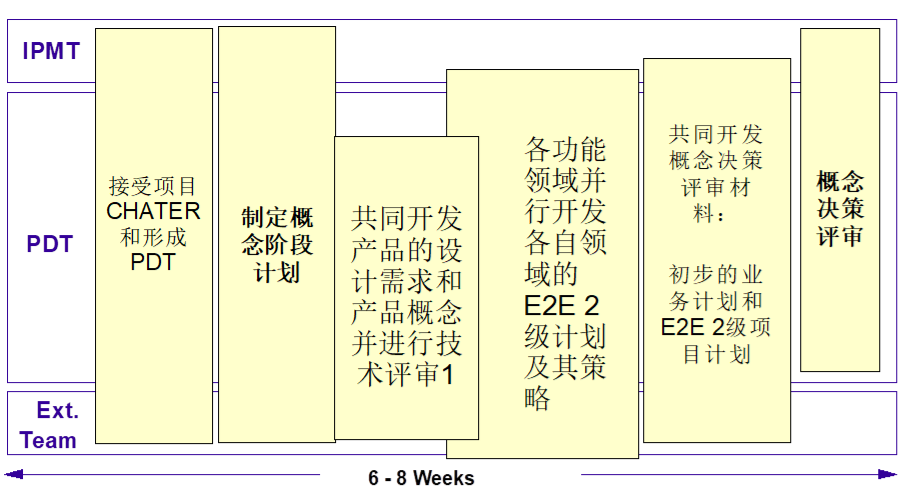 IPMT
PDT
Ext.
Team
接受项目
CHATER
和形成
PDT
制定概
念阶段
计划
共同开发
产品的设
计需求和
产品概念
并进行技
术评审1
各功能
领域并
行开发
各自领
域的
E2E 2
级计划
及其策
略
共同开发
概念决策
评审材
料：
初步的业
务计划和
E2E 2级项
目计划
概念
决策
评审
6 - 8 Weeks